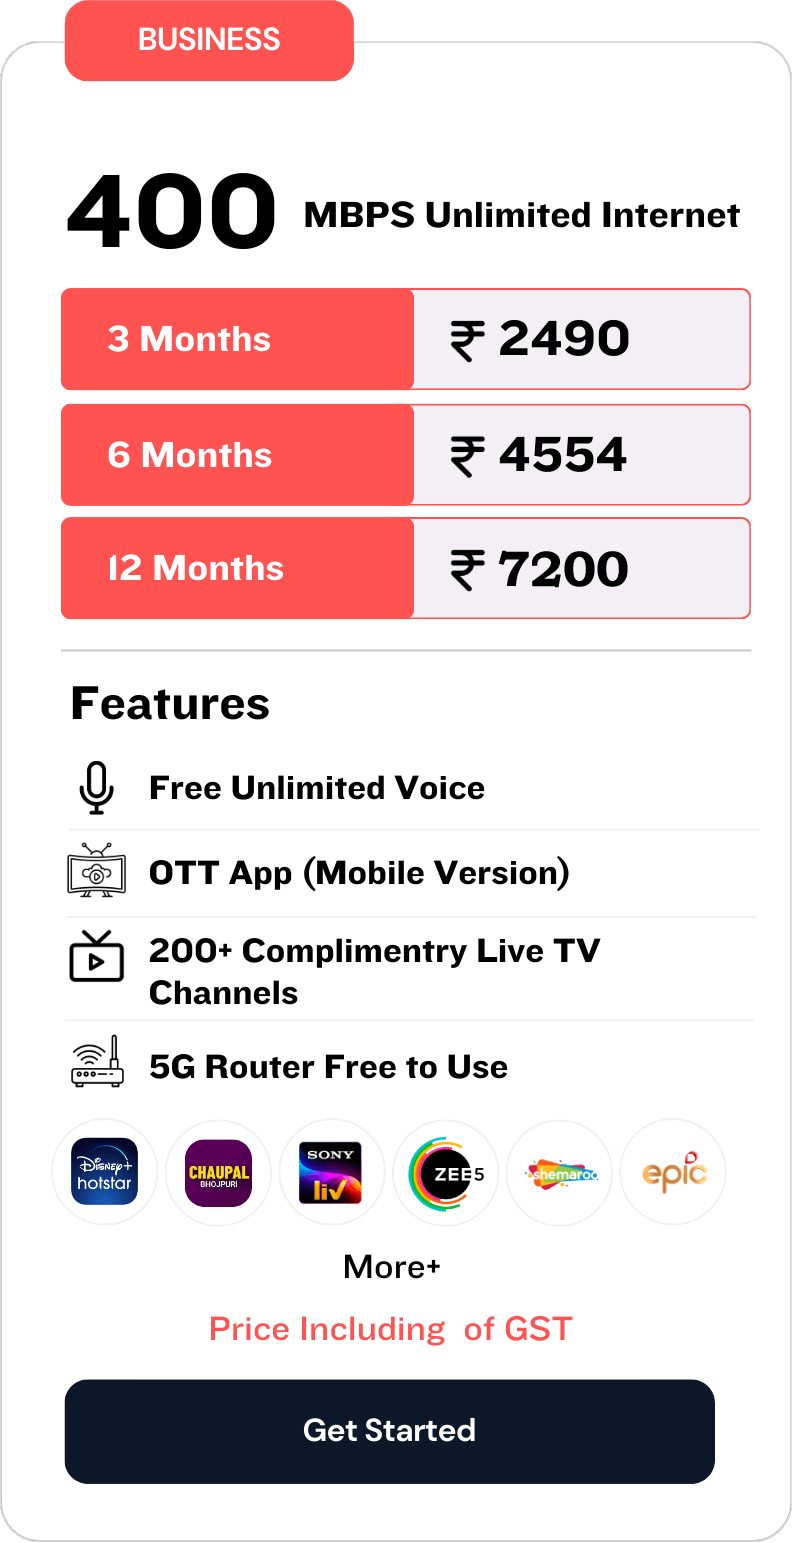 BUSINESS
400 MBPS Unlimited Internet
3 Months ₹ 2490
6 Months ₹ 4554
12 Months ₹ 7200
Features
Free Unlimited Voice
OTT App (Mobile Version)
200+ Complimentry Live TV
Channels
5G Router Free to Use
Disney+
hotstar
CHAUPAL
BHOJPURI
SONY
liv
ZEE5
shemaroo
epic
More+
Price Including of GST
Get Started